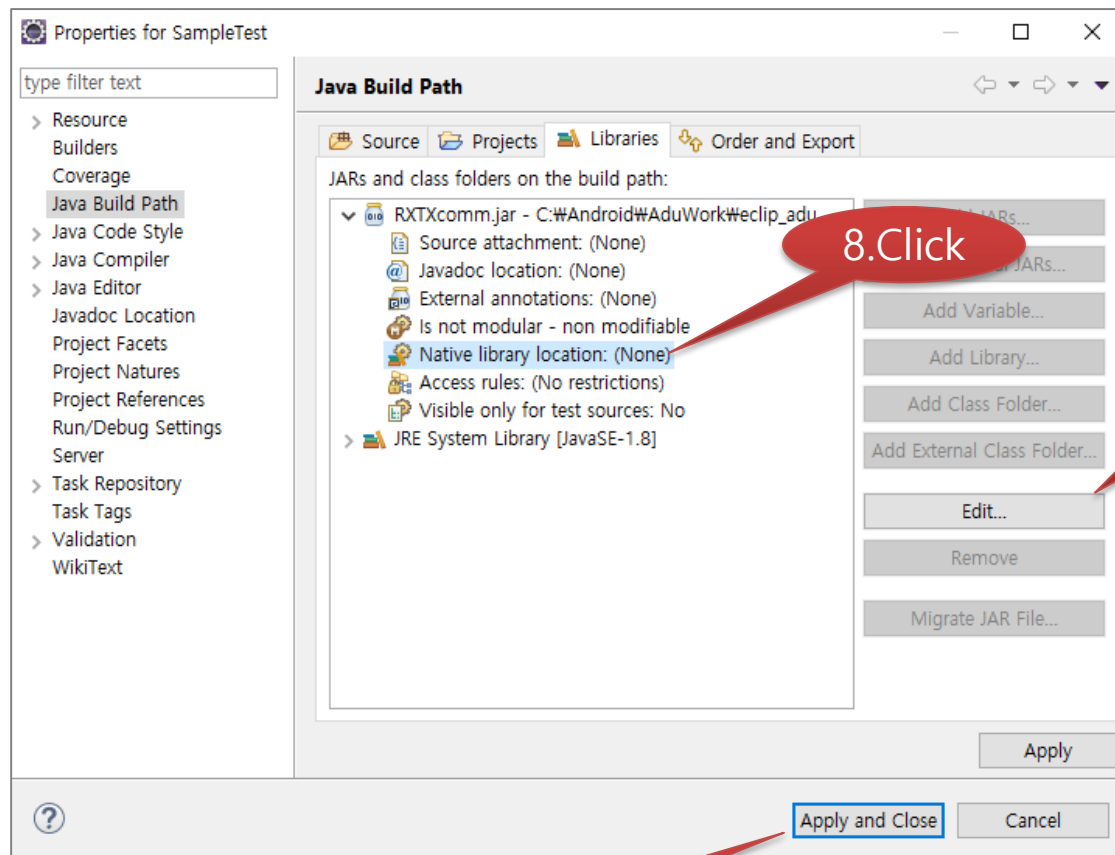 Properties for SampleTest
type filter text
Resource
Builders
Coverage
Java Build Path
Java Code Style
Java Compiler
Java Editor
Javadoc Location
Project Facets
Project Natures
Project References
Run/Debug Settings
Server
Task Repository
Task Tags
Validation
WikiText
Java Build Path
Source Projects Libraries Order and Export
JARs and class folders on the build path:
RXTXcomm.jar - C:₩Android₩AduWork₩eclip_adu
Source attachment: (None)
Javadoc location: (None)
External annotations: (None)
Is not modular - non modifiable
Native library location: (None)
Access rules: (No restrictions)
Visible only for test sources: No
JRE System Library [JavaSE-1.8]
8.Click
JARs...
JARs...
Add Variable...
Add Library...
Add Class Folder...
Add External Class Folder...
Edit...
Remove
Migrate JAR File...
Apply
Apply and Close
Cancel